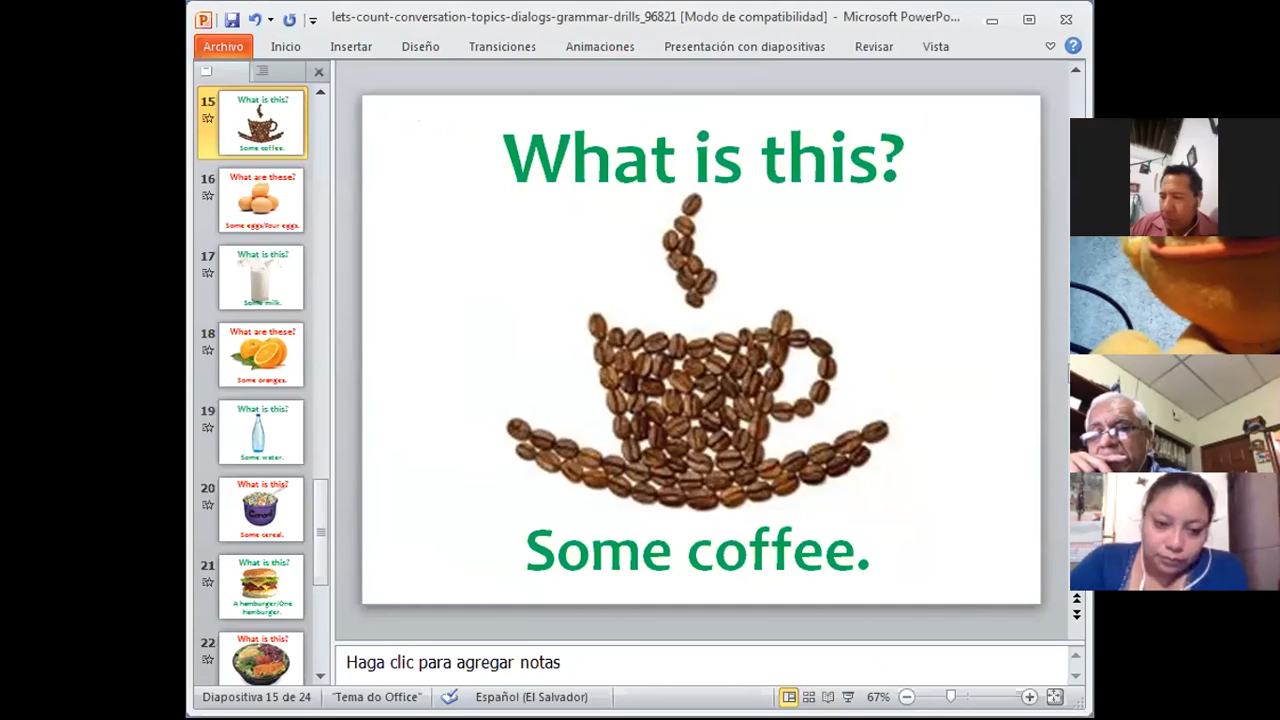 lets-count-conversation-topics-dialogs-grammar-drills_96821 [Modo de compatibilidad] - Microsoft PowerPo...
Archivo Inicio Insertar Diseño Transiciones Animaciones Presentación con diapositivas Revisar Vista
15
What is this?
Some coffee.
16
What are these?
Some eggs/Four eggs.
17
What is this?
Some milk.
18
What are these?
Some oranges.
19
What is this?
Some water.
20
What is this?
Cereal
Some cereal.
21
What is this?
A hamburger/One
hamburger.
22
What is this?
What is this?
Some coffee.
Haga clic para agregar notas
Diapositiva 15 de 24 "Tema do Office" Español (El Salvador) 67%